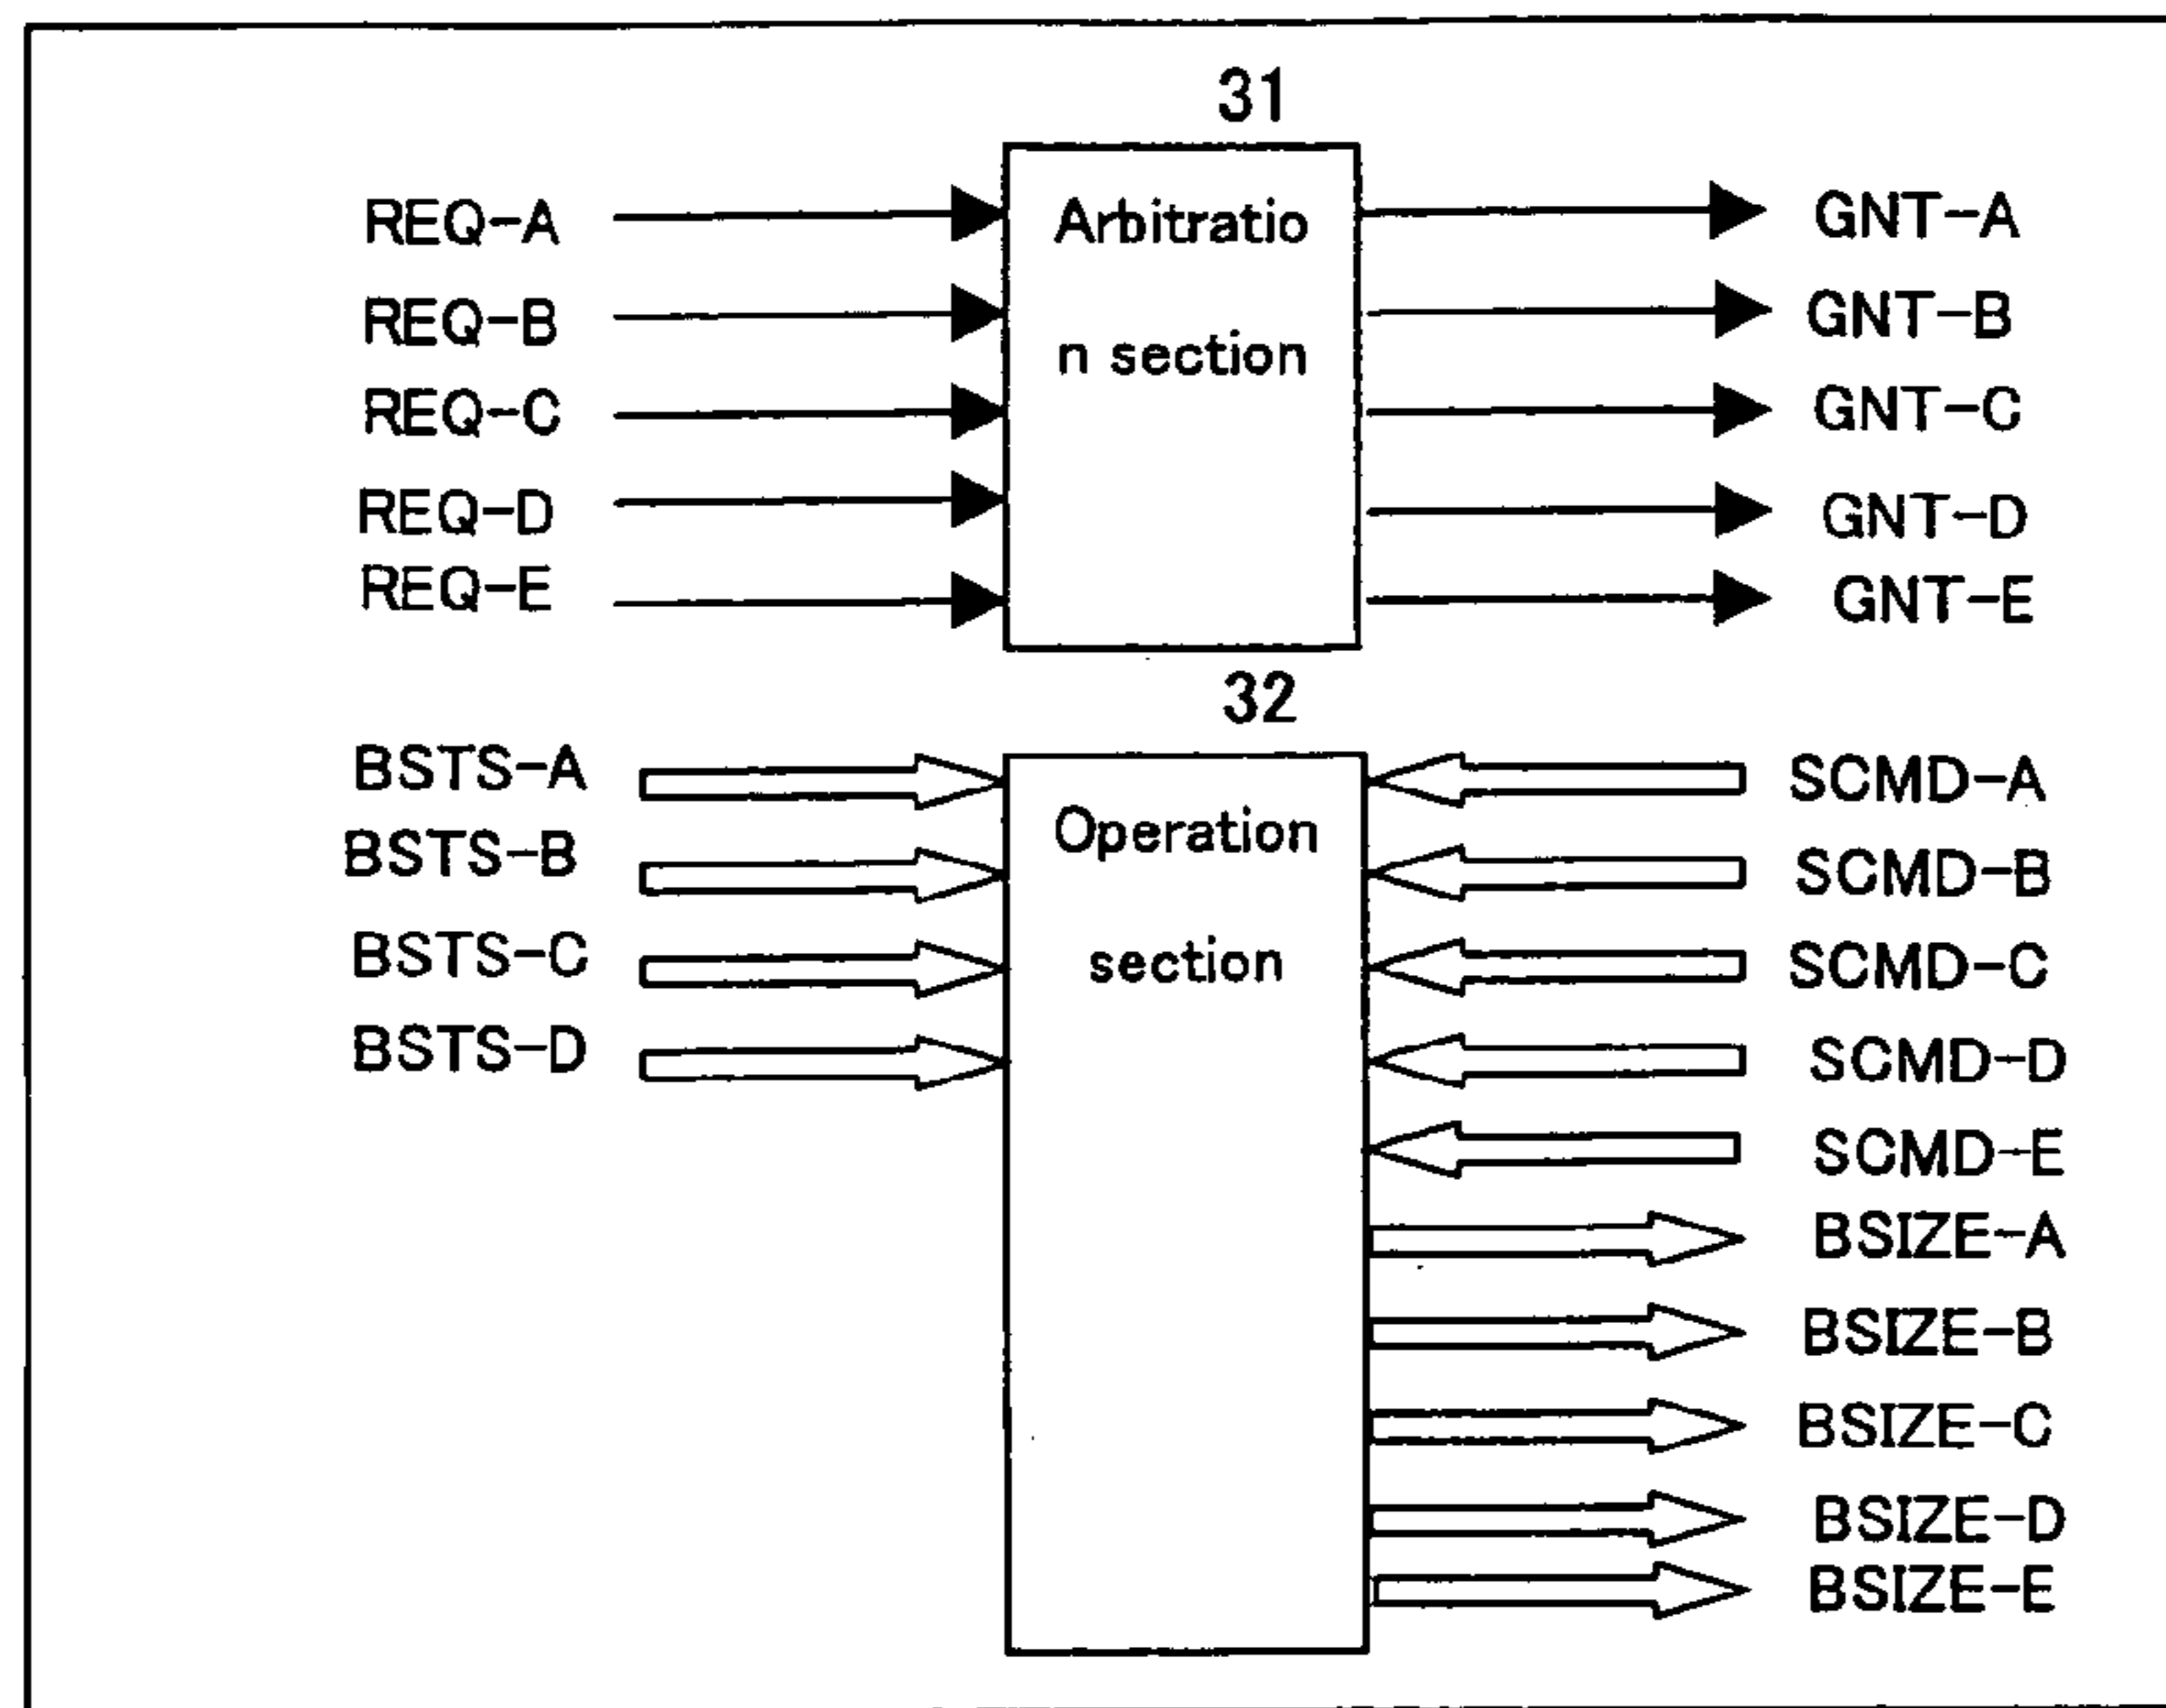 31
REQ-A
REQ-B
REQ-C
REQ-D
REQ-E
Arbitratio
n section
GNT-A
GNT-B
GNT-C
GNT-D
GNT-E
32
BSTS-A
BSTS-B
BSTS-C
BSTS-D
Operation
section
SCMD-A
SCMD-B
SCMD-C
SCMD-D
SCMD-E
BSIZE-A
BSIZE-B
BSIZE-C
BSIZE-D
BSIZE-E